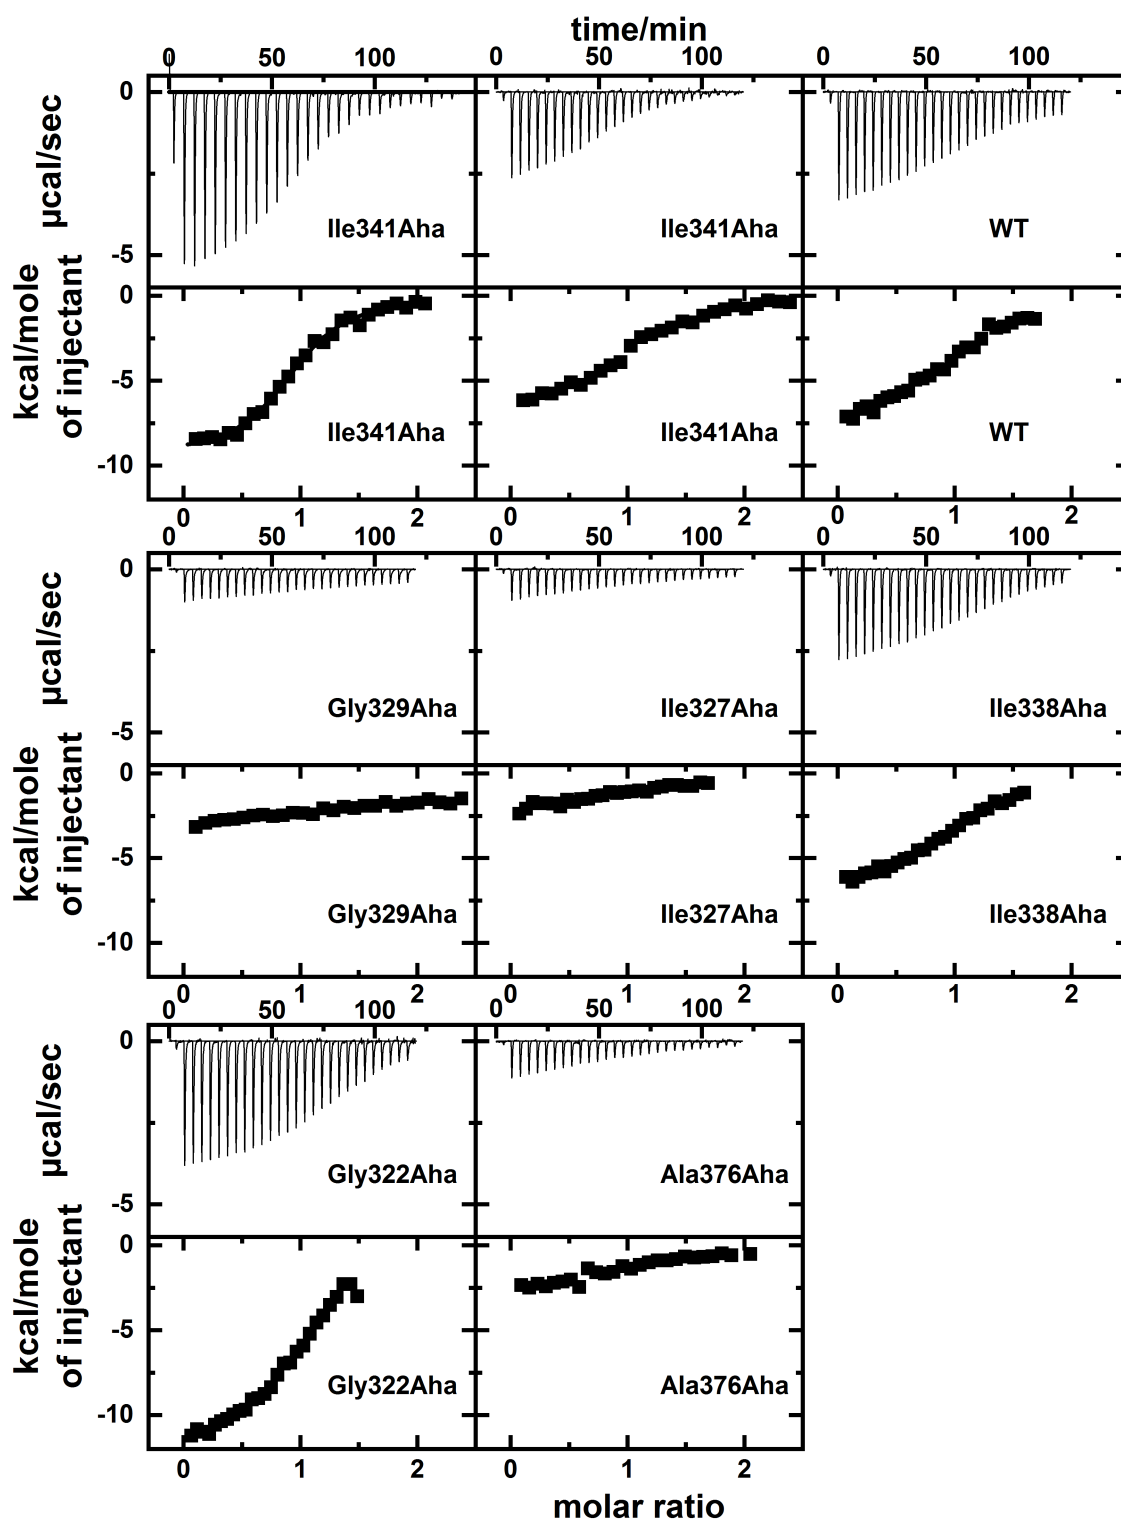 time/min
0 50 100 0 50 100 0 50 100
0
µcal/sec
Ile341Aha Ile341Aha WT
-5
0
kcal/mole
of injectant
-5
Ile341Aha Ile341Aha WT
-10
0 1 2 0 1 2 0 1 2
0 50 100 0 50 100 0 50 100
0
µcal/sec
Gly329Aha Ile327Aha Ile338Aha
-5
0
kcal/mole
of injectant
-5
Gly329Aha Ile327Aha Ile338Aha
-10
0 1 2 0 1 2 0 1 2
0 50 100 0 50 100
0
µcal/sec
Gly322Aha Ala376Aha
-5
0
kcal/mole
of injectant
-5
Gly322Aha Ala376Aha
-10
0 1 2 0 1 2
molar ratio